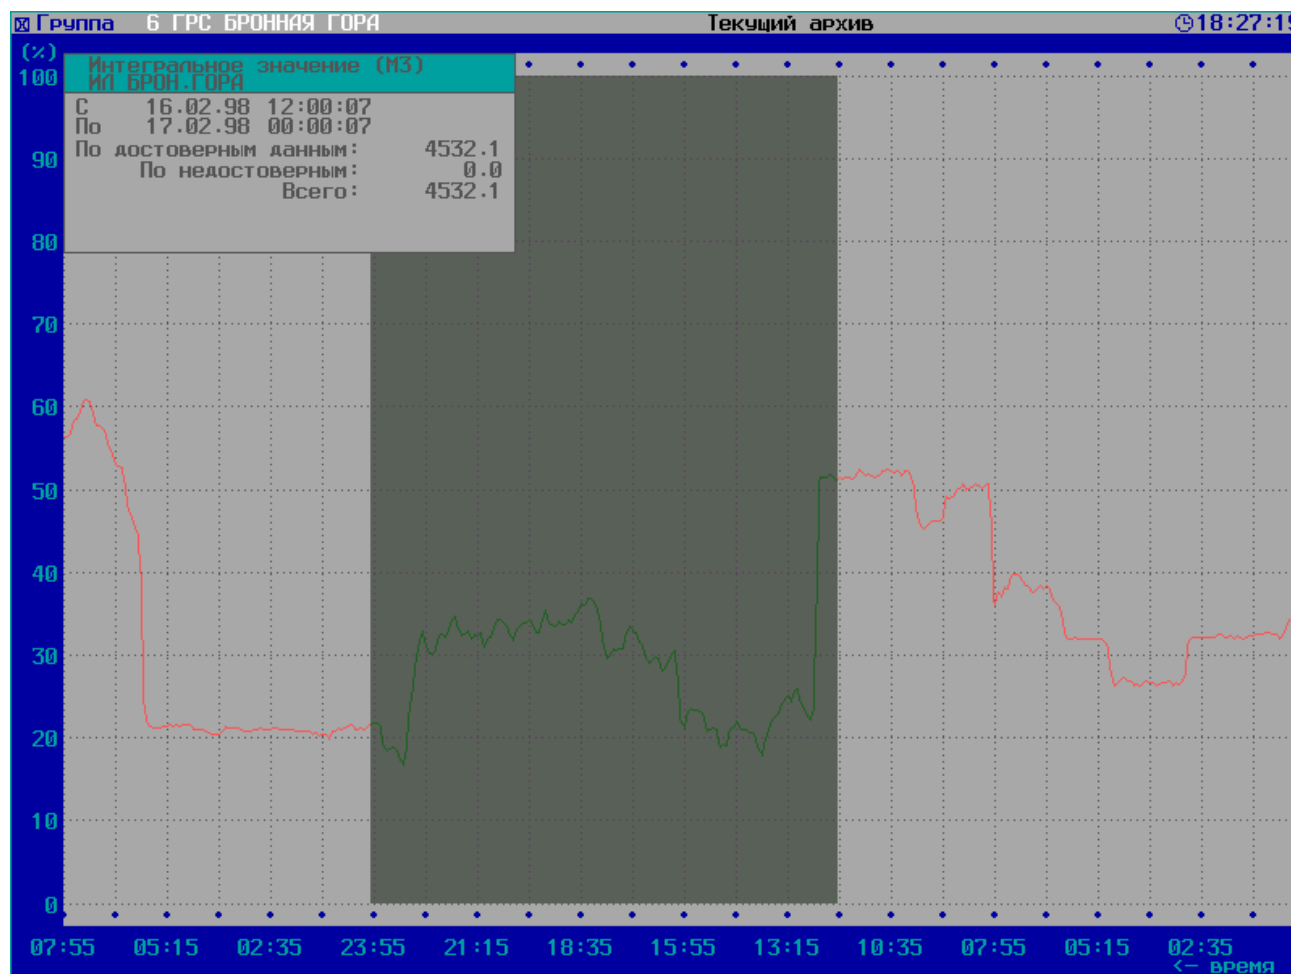 Группа 6 ГРС БРОННАЯ ГОРА Текущий архив 18:27:19
(%)
Интегральное значение (М3)
ИЛ БРОН.ГОРА
С 16.02.98 12:00:07
По 17.02.98 00:00:07
По достоверным данным: 4532.1
По недостоверным: 0.0
Всего: 4532.1
100
90
80
70
60
50
40
30
20
10
0
07:55 05:15 02:35 23:55 21:15 18:35 15:55 13:15 10:35 07:55 05:15 02:35
<— время